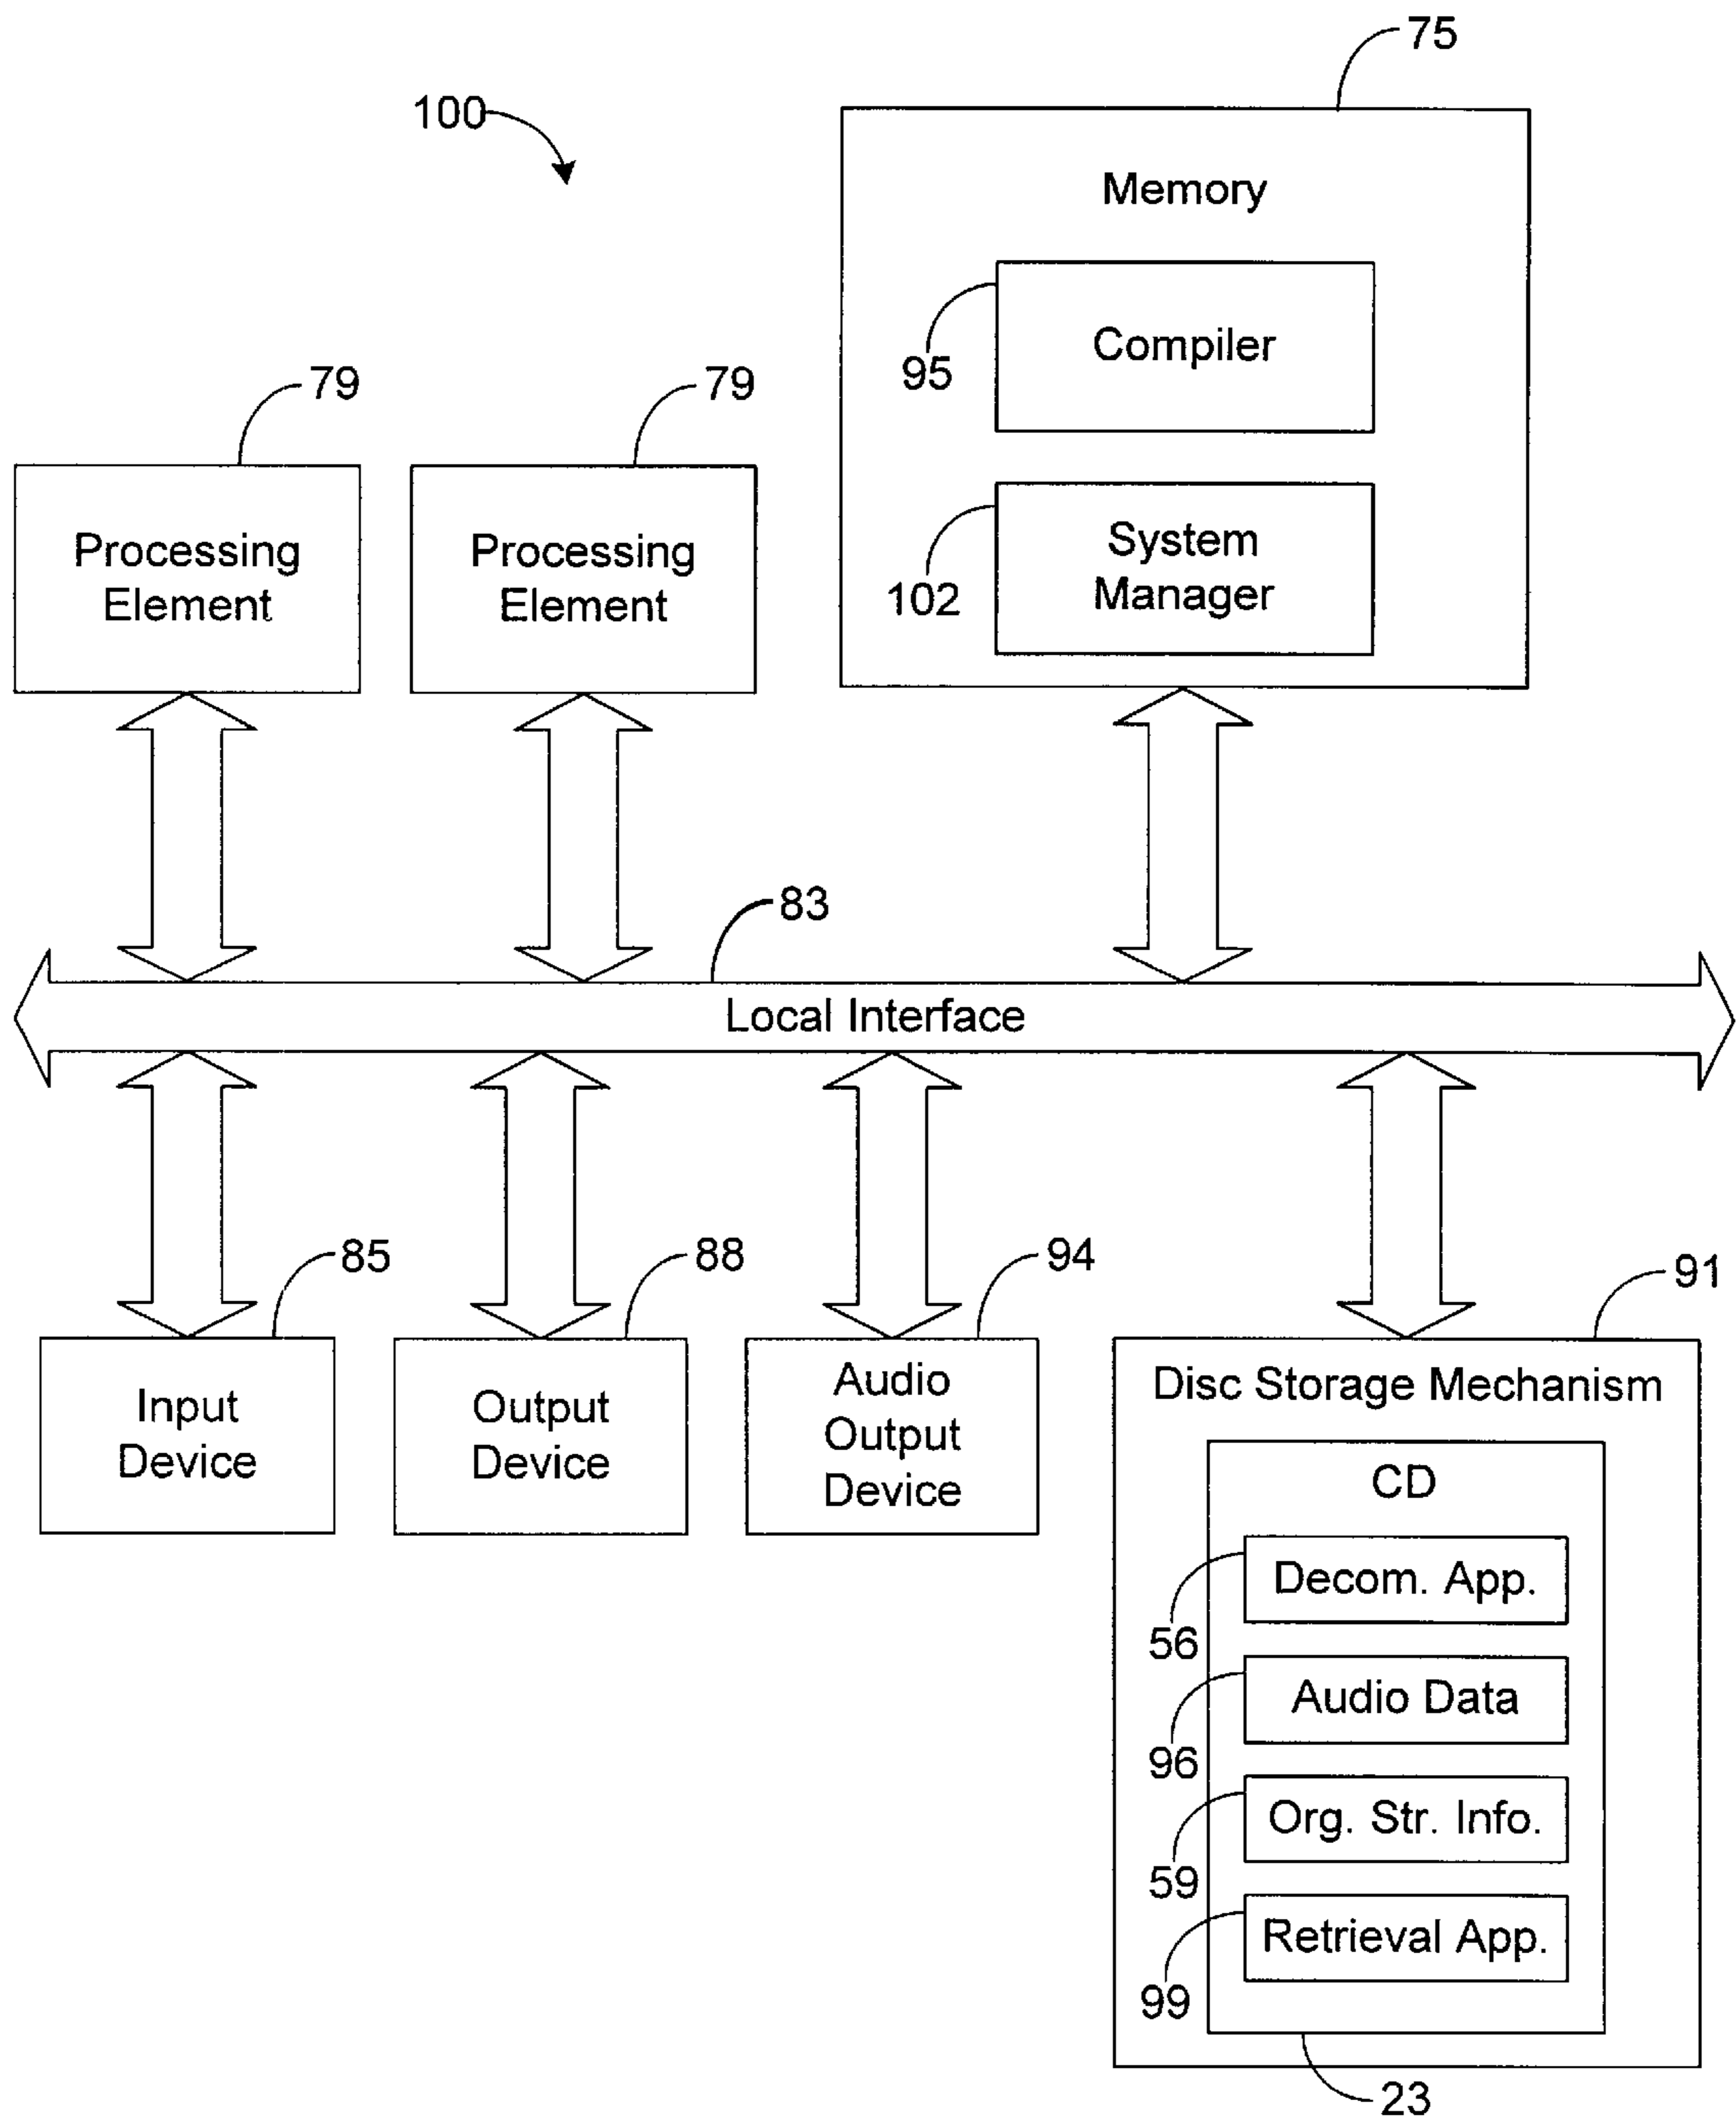 75
100
Memory
Compiler
95
79
79
System
Manager
102
Processing
Element
Processing
Element
83
Local Interface
85
88
94
91
Input
Device
Output
Device
Audio
Output
Device
Disc Storage Mechanism
CD
Decom. App.
56
Audio Data
96
Org. Str. Info.
59
Retrieval App.
99
23